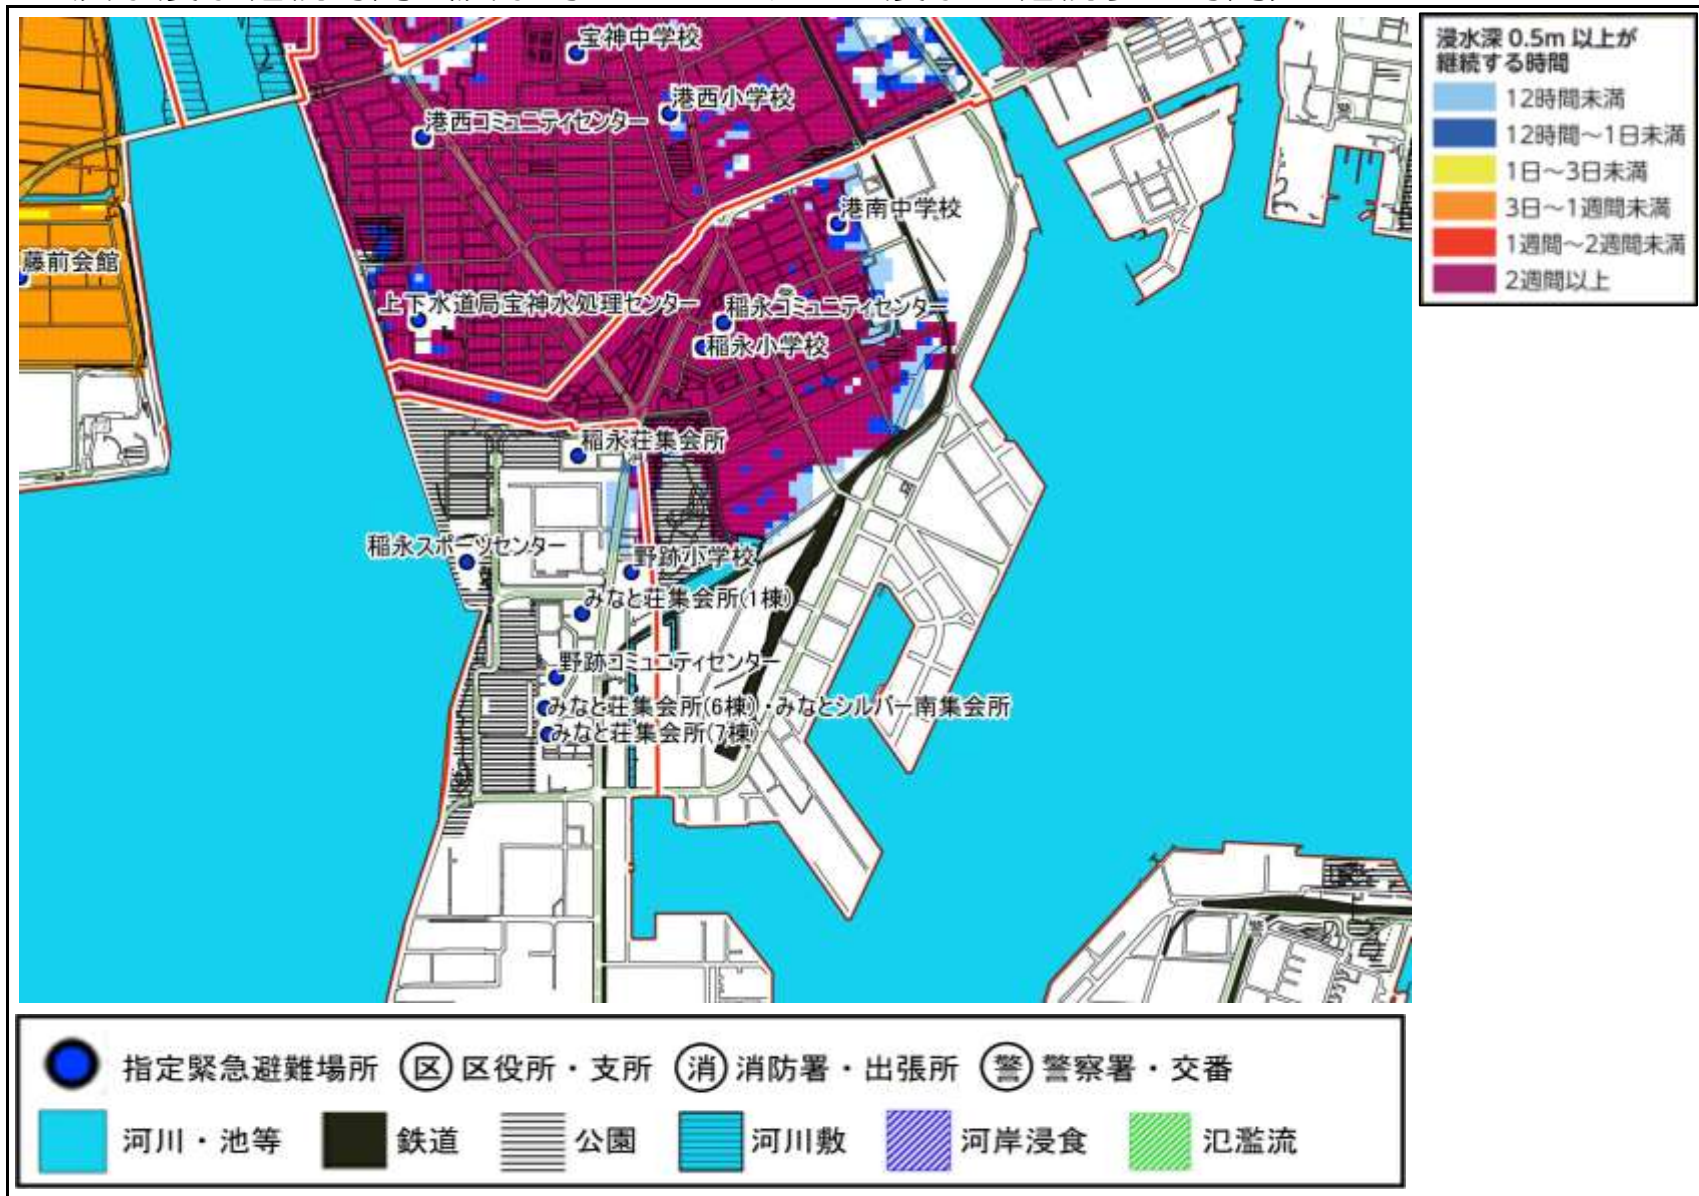 宝神中学校
港西小学校
港西コミュニティセンター
港南中学校
藤前会館
上下水道局宝神水処理センター
稲永コミュニティセンター
稲永小学校
稲永荘集会所
稲永スポーツセンター
野跡小学校
みなと荘集会所(1棟)
野跡コミュニティセンター
みなと荘集会所(6棟)・みなとシルバー南集会所
みなと荘集会所(7棟)
浸水深 0.5m 以上が
継続する時間
12時間未満
12時間～1日未満
1日～3日未満
3日～1週間未満
1週間～2週間未満
2週間以上
指定緊急避難場所 区 区役所・支所 消 消防署・出張所 警 警察署・交番
河川・池等 鉄道 公園 河川敷 河岸浸食 氾濫流